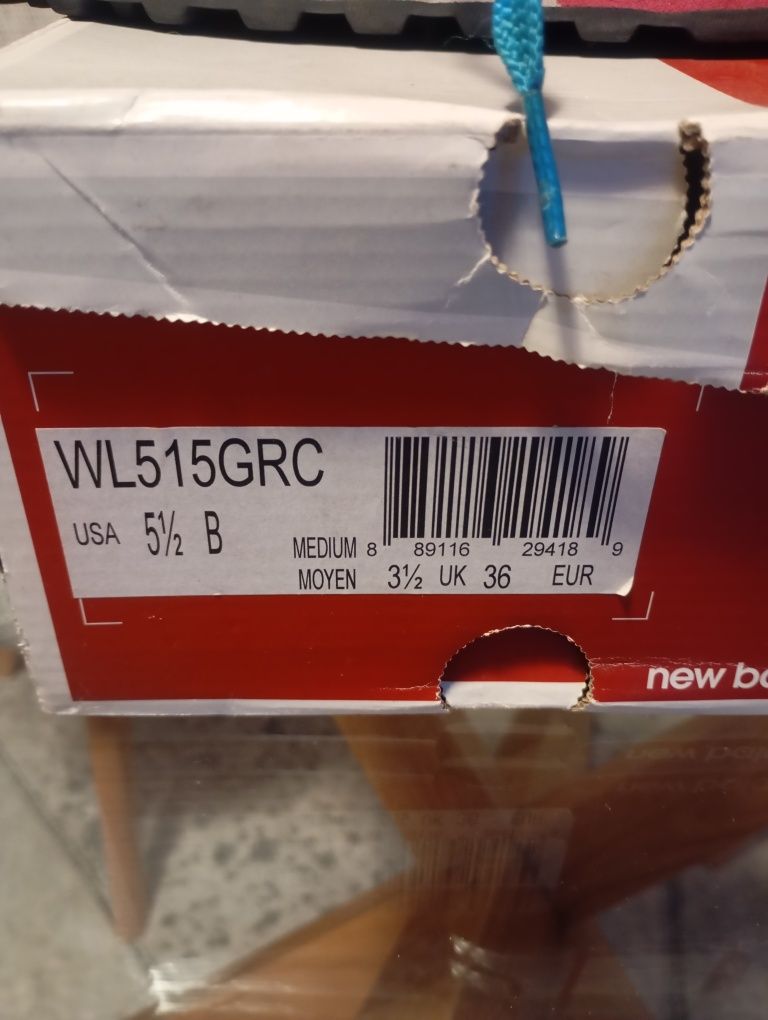 WL515GRC
USA 5½ B
MEDIUM 8 89116 29418 9
MOYEN 3½ UK 36 EUR
new ba